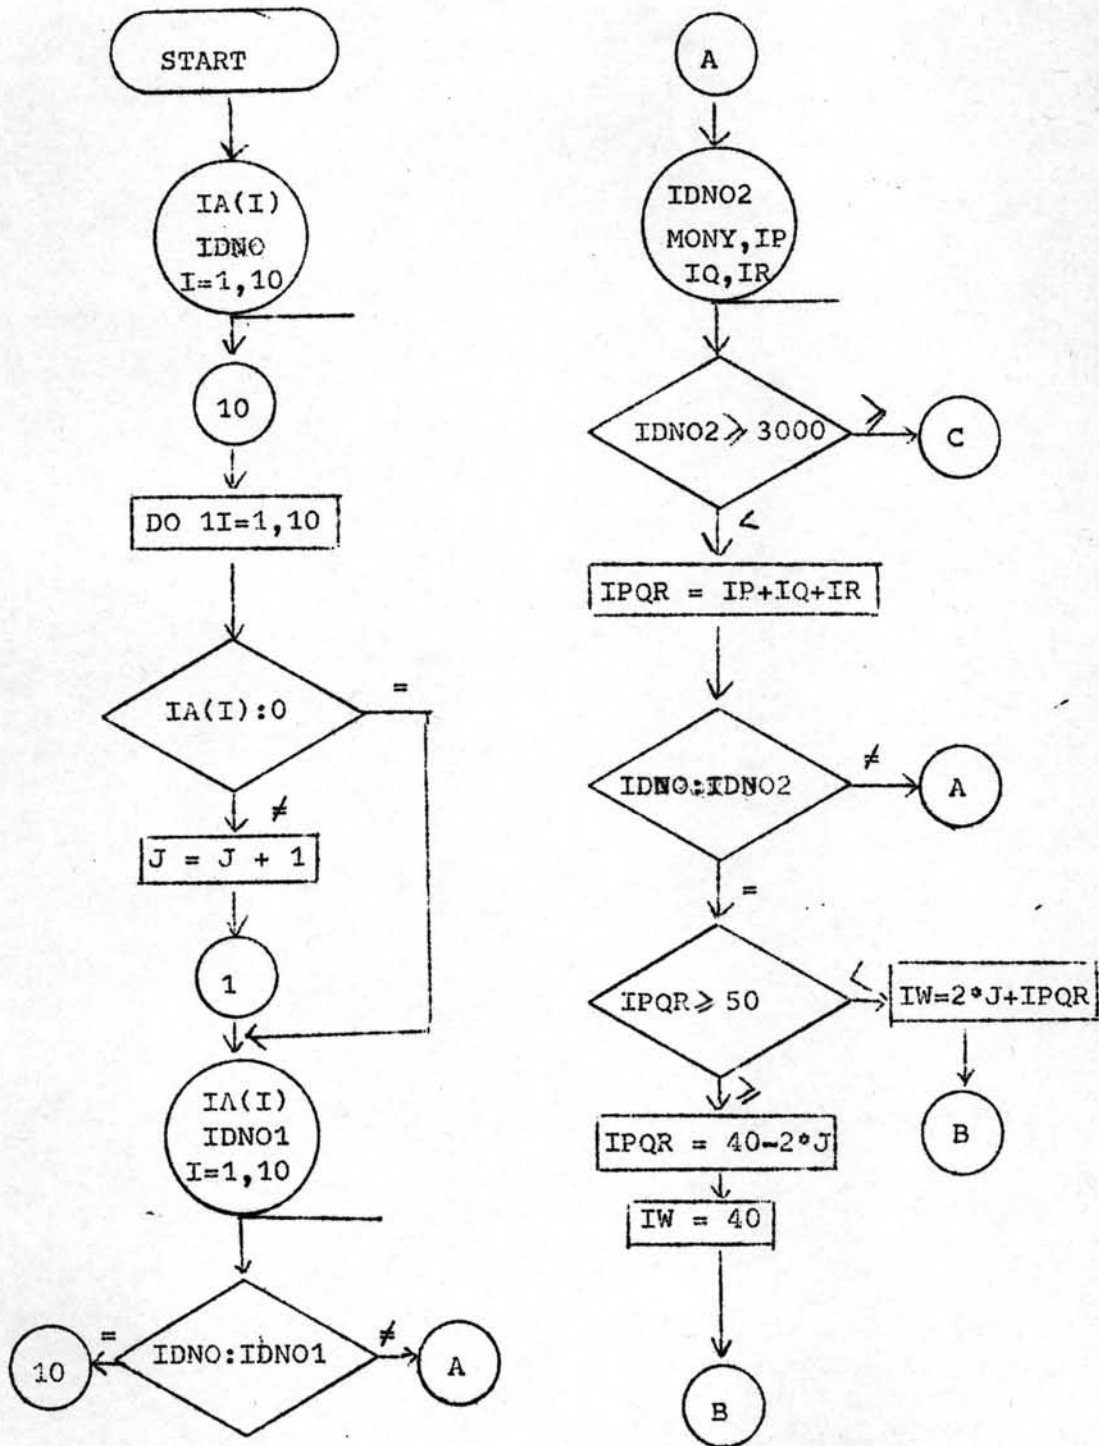 START
IA(I)
IDNO
I=1,10
10
DO 1I=1,10
IA(I):0
=
≠
J = J + 1
1
IA(I)
IDNO1
I=1,10
IDNO:IDNO1
=
≠
10
A
A
IDNO2
MONY,IP
IQ,IR
IDNO2⩾3000
⩾
C
<
IPQR = IP+IQ+IR
IDNO:IDNO2
≠
A
=
IPQR⩾50
<
IW=2*J+IPQR
B
⩾
IPQR = 40-2*J
IW = 40
B